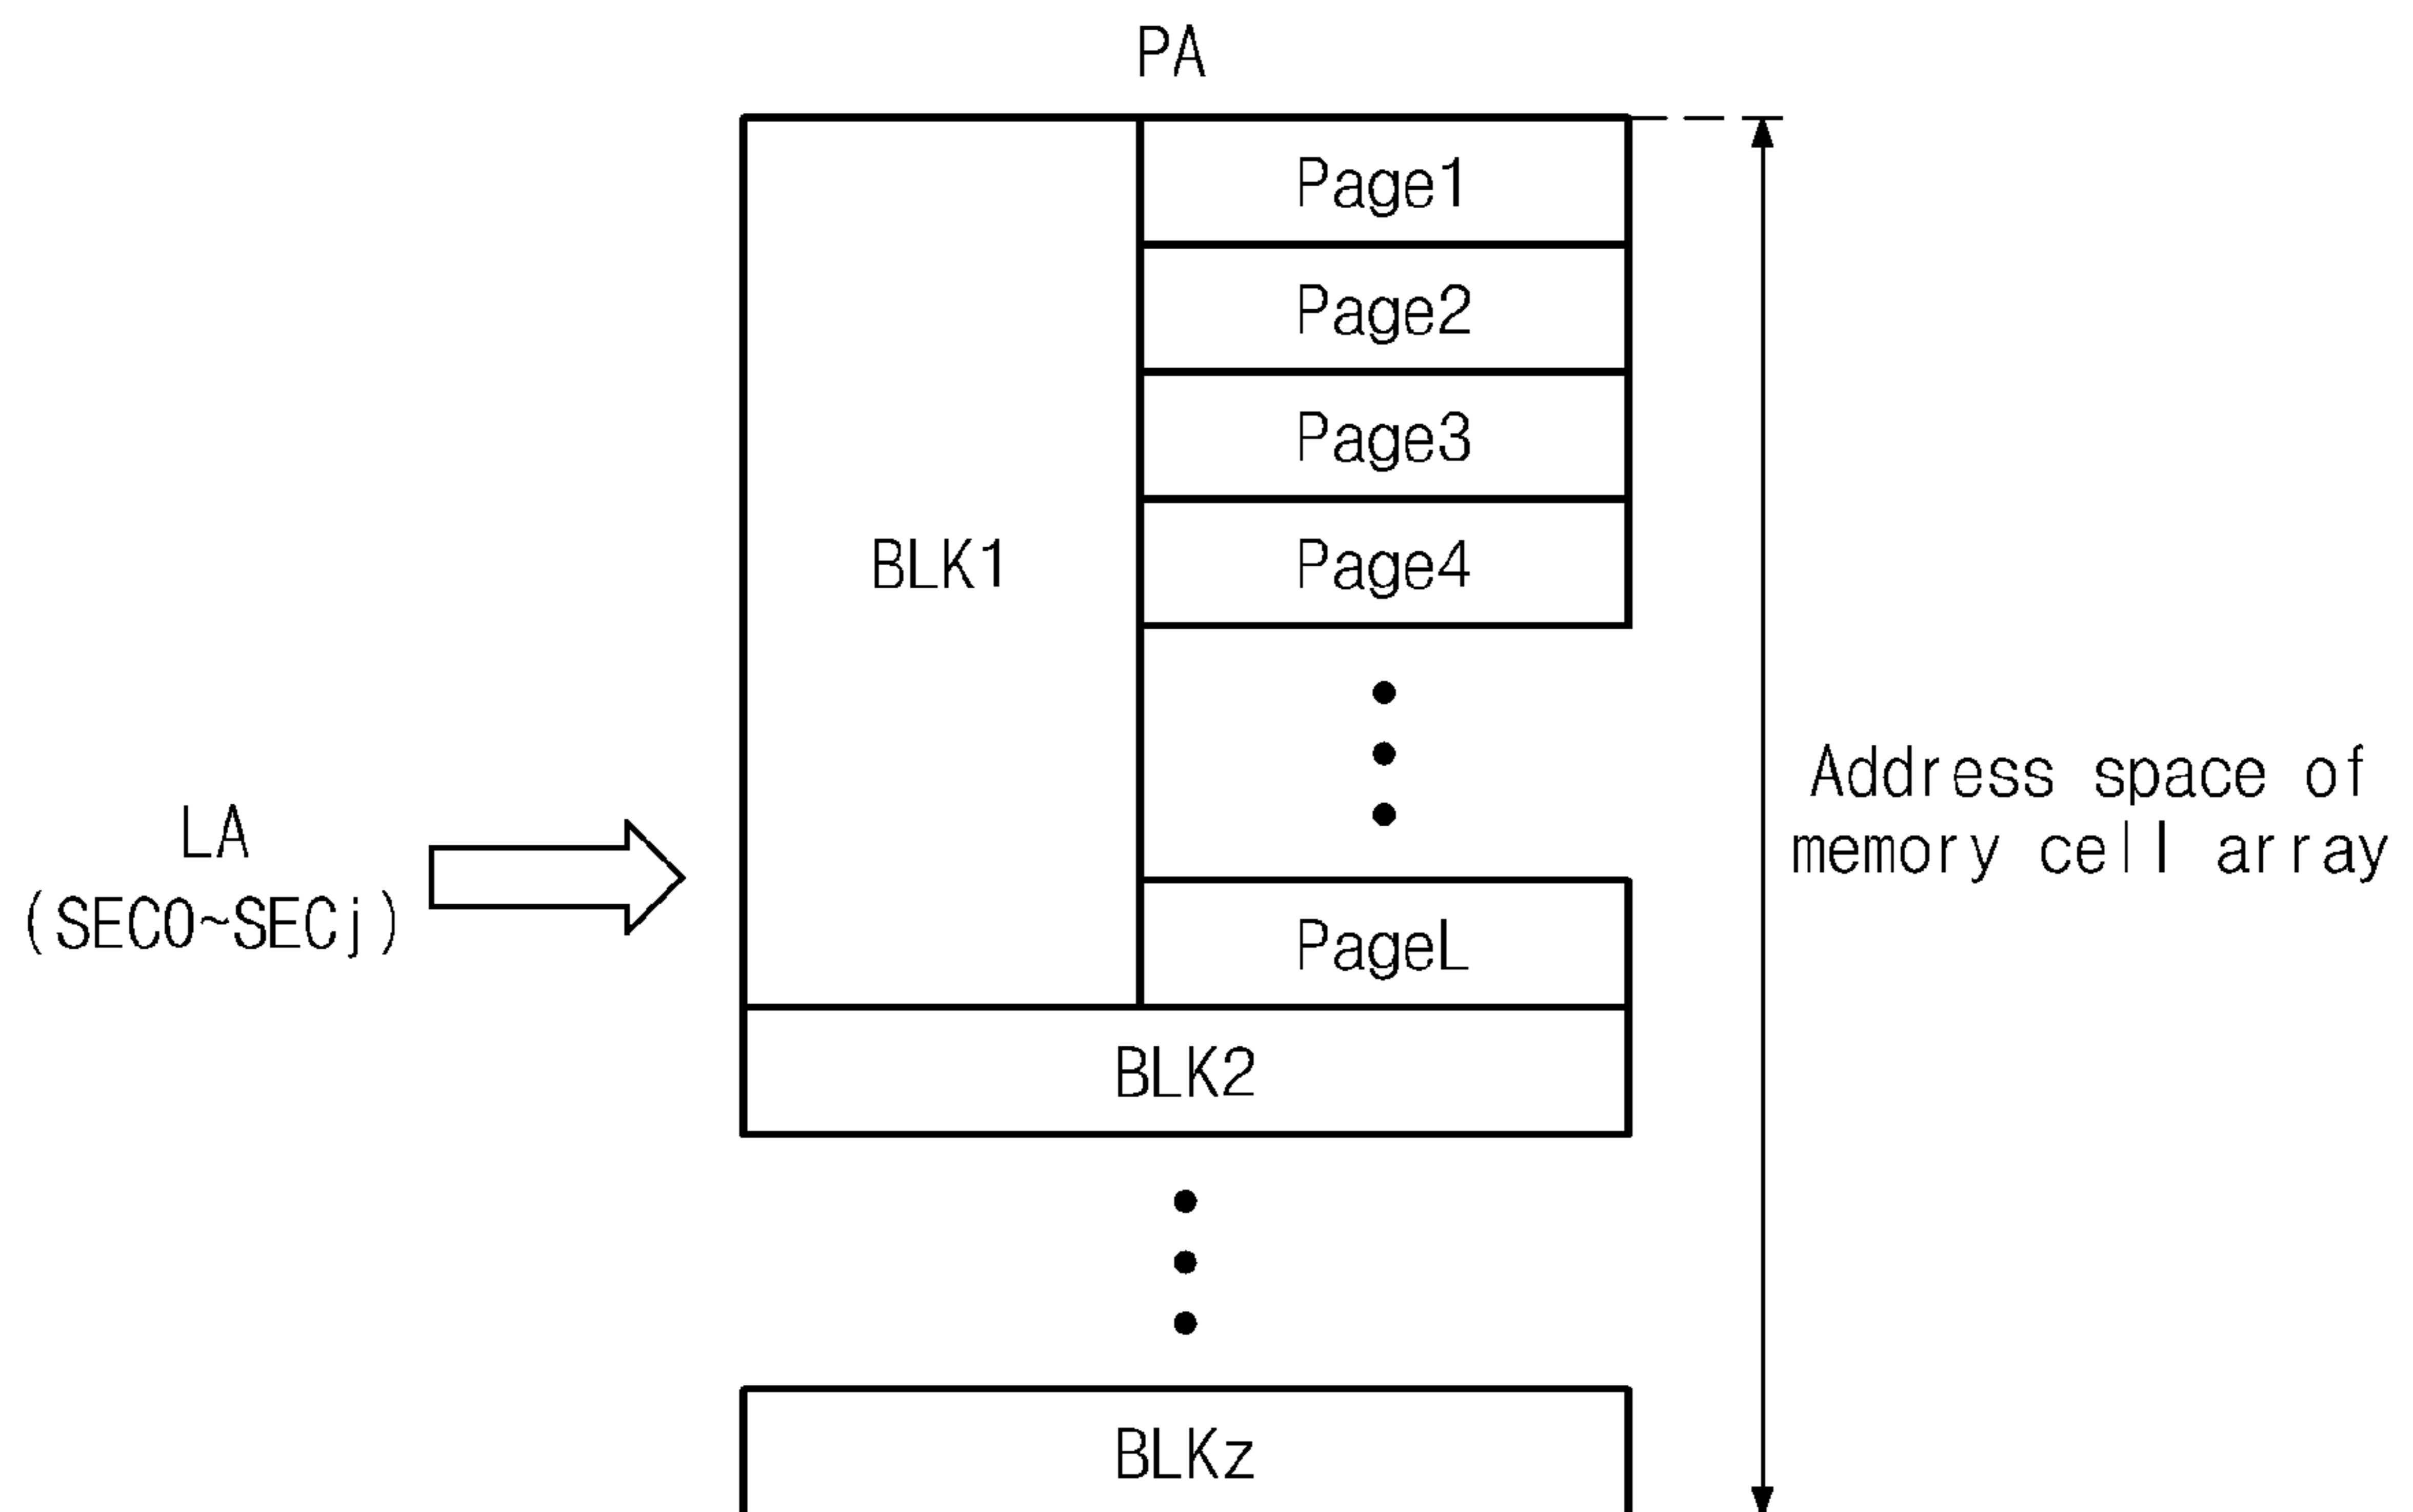 PA
Page1
Page2
Page3
BLK1
Page4
Address space of
memory cell array
LA
(SEC0~SECj)
PageL
BLK2
BLKz